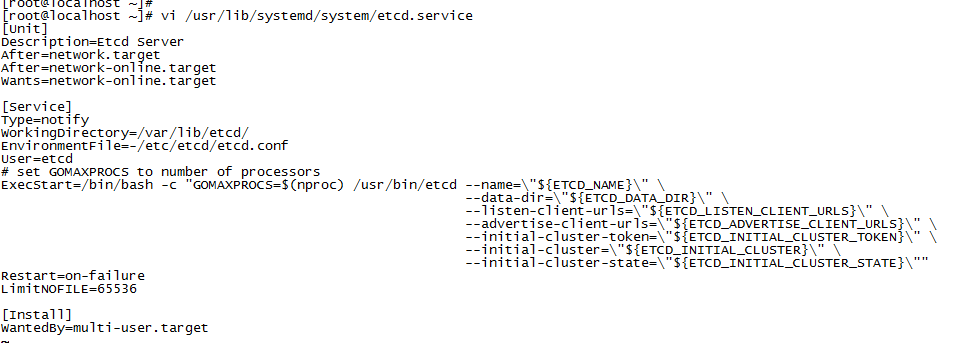 [root@localhost ~]#
[root@localhost ~]# vi /usr/lib/systemd/system/etcd.service
[Unit]
Description=Etcd Server
After=network.target
After=network-online.target
Wants=network-online.target

[Service]
Type=notify
WorkingDirectory=/var/lib/etcd/
EnvironmentFile=-/etc/etcd/etcd.conf
User=etcd
# set GOMAXPROCS to number of processors
ExecStart=/bin/bash -c "GOMAXPROCS=$(nproc) /usr/bin/etcd --name=\"${ETCD_NAME}\" \
--data-dir=\"${ETCD_DATA_DIR}\" \
--listen-client-urls=\"${ETCD_LISTEN_CLIENT_URLS}\" \
--advertise-client-urls=\"${ETCD_ADVERTISE_CLIENT_URLS}\" \
--initial-cluster-token=\"${ETCD_INITIAL_CLUSTER_TOKEN}\" \
--initial-cluster=\"${ETCD_INITIAL_CLUSTER}\" \
--initial-cluster-state=\"${ETCD_INITIAL_CLUSTER_STATE}\""
Restart=on-failure
LimitNOFILE=65536

[Install]
WantedBy=multi-user.target
~